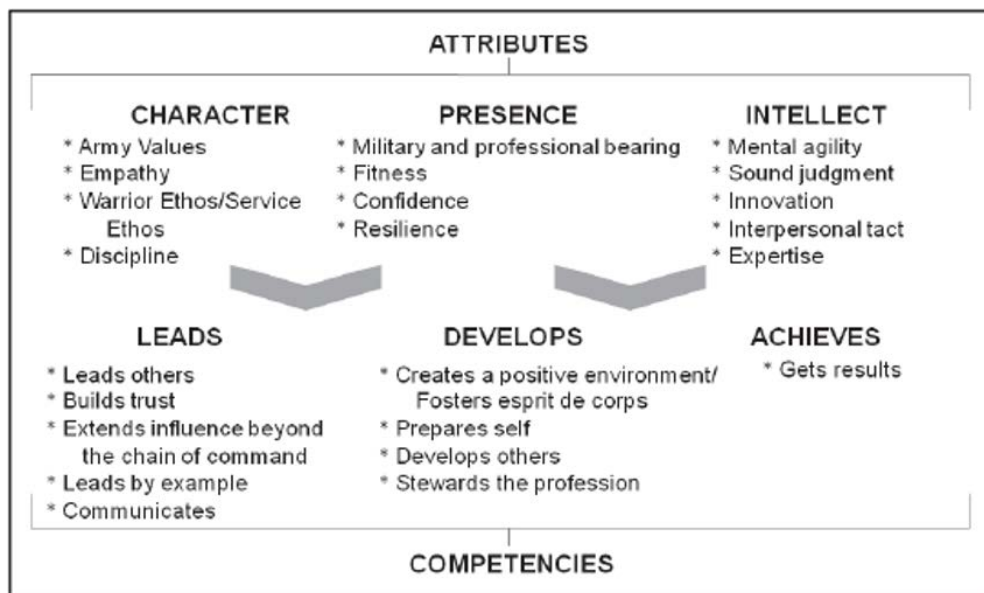 ATTRIBUTES
CHARACTER
* Army Values
* Empathy
* Warrior Ethos/Service
Ethos
* Discipline
PRESENCE
* Military and professional bearing
* Fitness
* Confidence
* Resilience
INTELLECT
* Mental agility
* Sound judgment
* Innovation
* Interpersonal tact
* Expertise
LEADS
* Leads others
* Builds trust
* Extends influence beyond
the chain of command
* Leads by example
* Communicates
DEVELOPS
* Creates a positive environment/
Fosters esprit de corps
* Prepares self
* Develops others
* Stewards the profession
ACHIEVES
* Gets results
COMPETENCIES